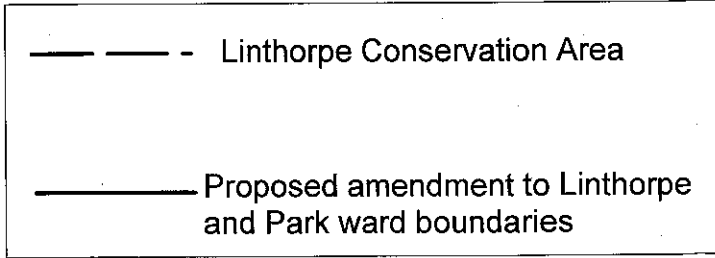 Linthorpe Conservation Area
Proposed amendment to Linthorpe
and Park ward boundaries